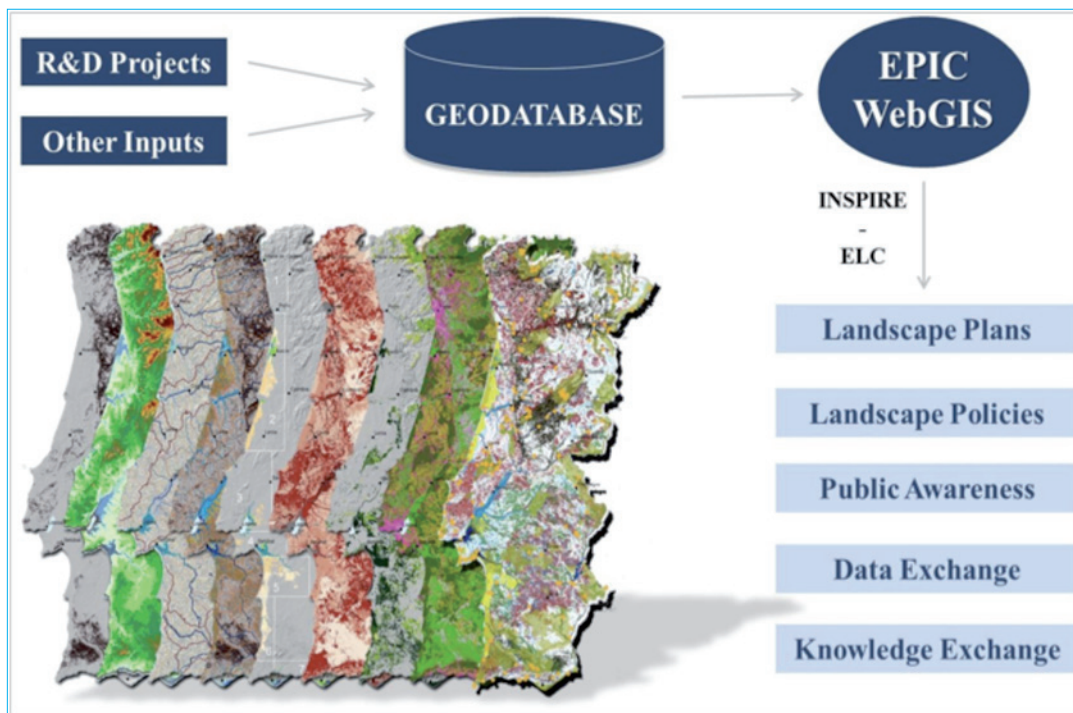 R&D Projects
Other Inputs
GEODATABASE
EPIC
WebGIS
INSPIRE
-
ELC
Landscape Plans
Landscape Policies
Public Awareness
Data Exchange
Knowledge Exchange